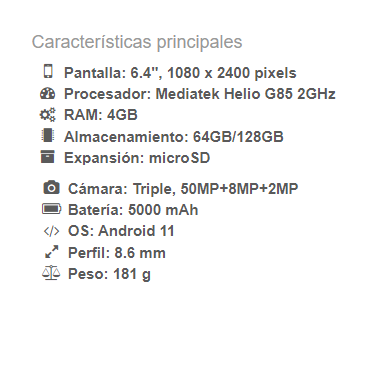 Características principales
Pantalla: 6.4", 1080 x 2400 pixels
Procesador: Mediatek Helio G85 2GHz
RAM: 4GB
Almacenamiento: 64GB/128GB
Expansión: microSD
Cámara: Triple, 50MP+8MP+2MP
Batería: 5000 mAh
OS: Android 11
Perfil: 8.6 mm
Peso: 181 g